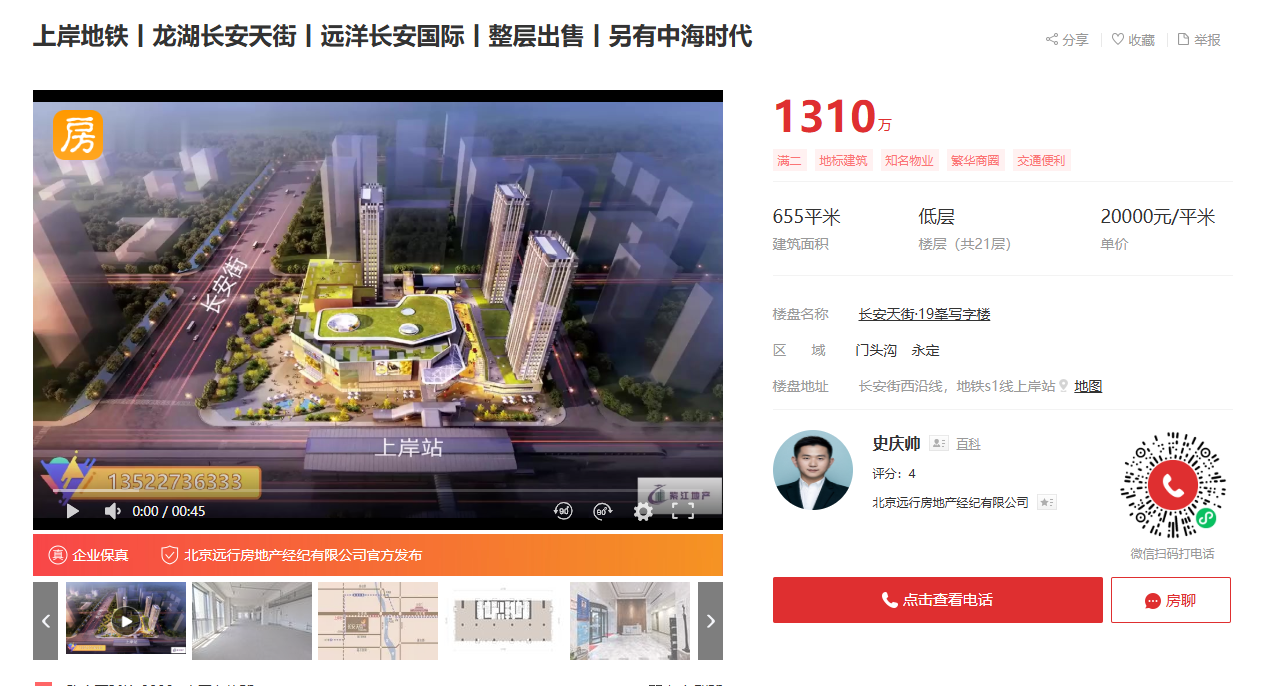 上岸地铁丨龙湖长安天街丨远洋长安国际丨整层出售丨另有中海时代
分享 收藏 举报
房
长安街
上岸站
13522736333
紫江地产
0:00 / 00:45
真 企业保真 北京远行房地产经纪有限公司官方发布
1310万
满二 地标建筑 知名物业 繁华商圈 交通便利
655平米 低层 20000元/平米
建筑面积 楼层（共21层） 单价
楼盘名称 长安天街·19峯写字楼
区 域 门头沟 永定
楼盘地址 长安街西沿线，地铁s1线上岸站 地图
史庆帅 百科
评分：4
北京远行房地产经纪有限公司
微信扫码打电话
点击查看电话 房聊